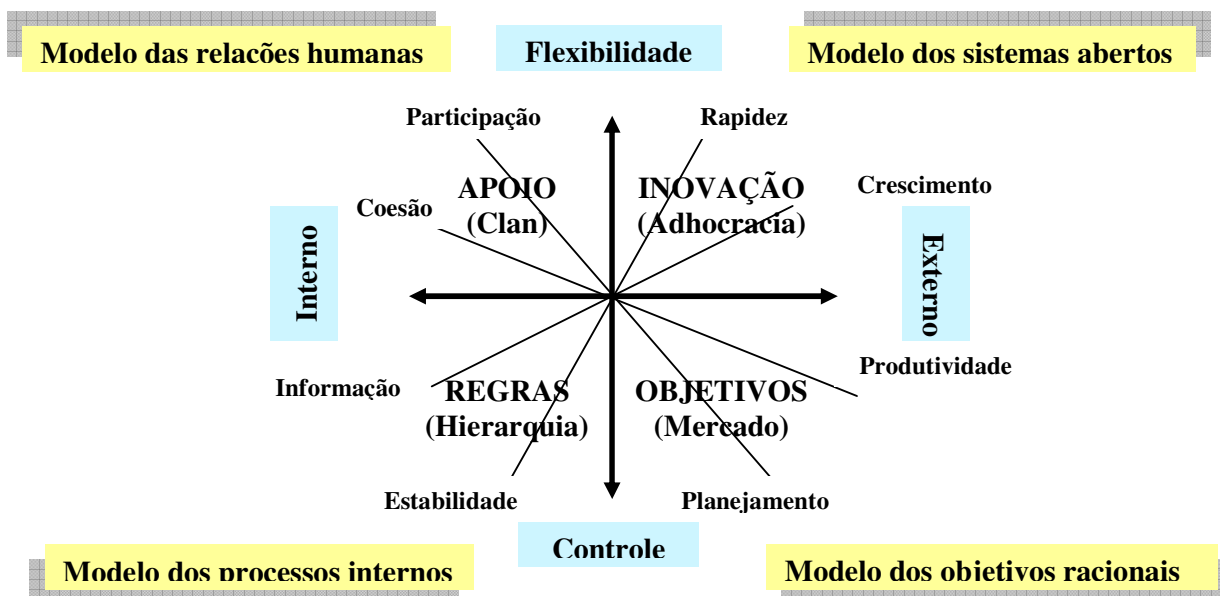 Modelo das relacões humanas
Flexibilidade
Modelo dos sistemas abertos
Participação
Rapidez
APOIO
(Clan)
INOVAÇÃO
(Adhocracia)
Crescimento
Coesão
Interno
Externo
Informação
REGRAS
(Hierarquia)
OBJETIVOS
(Mercado)
Produtividade
Estabilidade
Planejamento
Controle
Modelo dos processos internos
Modelo dos objetivos racionais